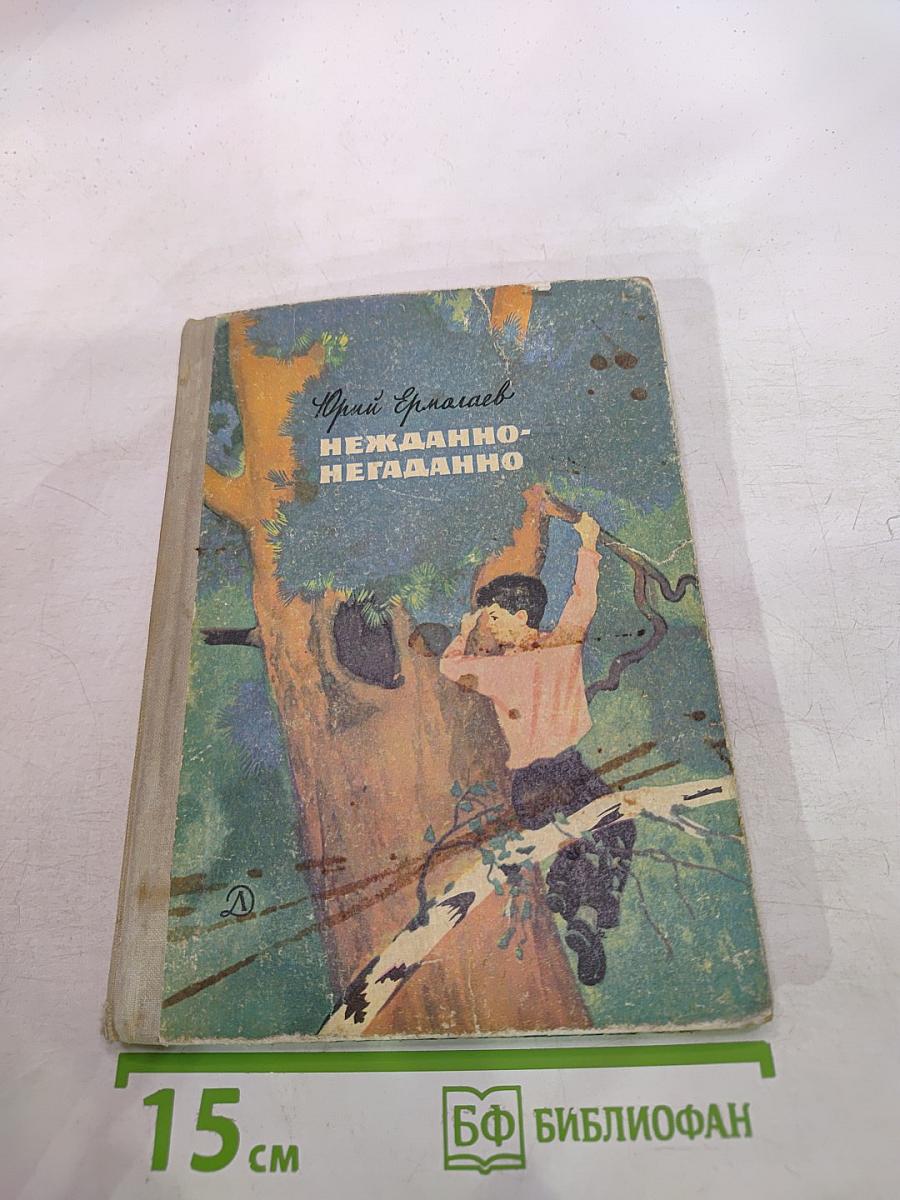 Юрий Ермолаев
НЕЖДАННО-
НЕГАДАННО
Д
15 см
БФ БИБЛИОФАН